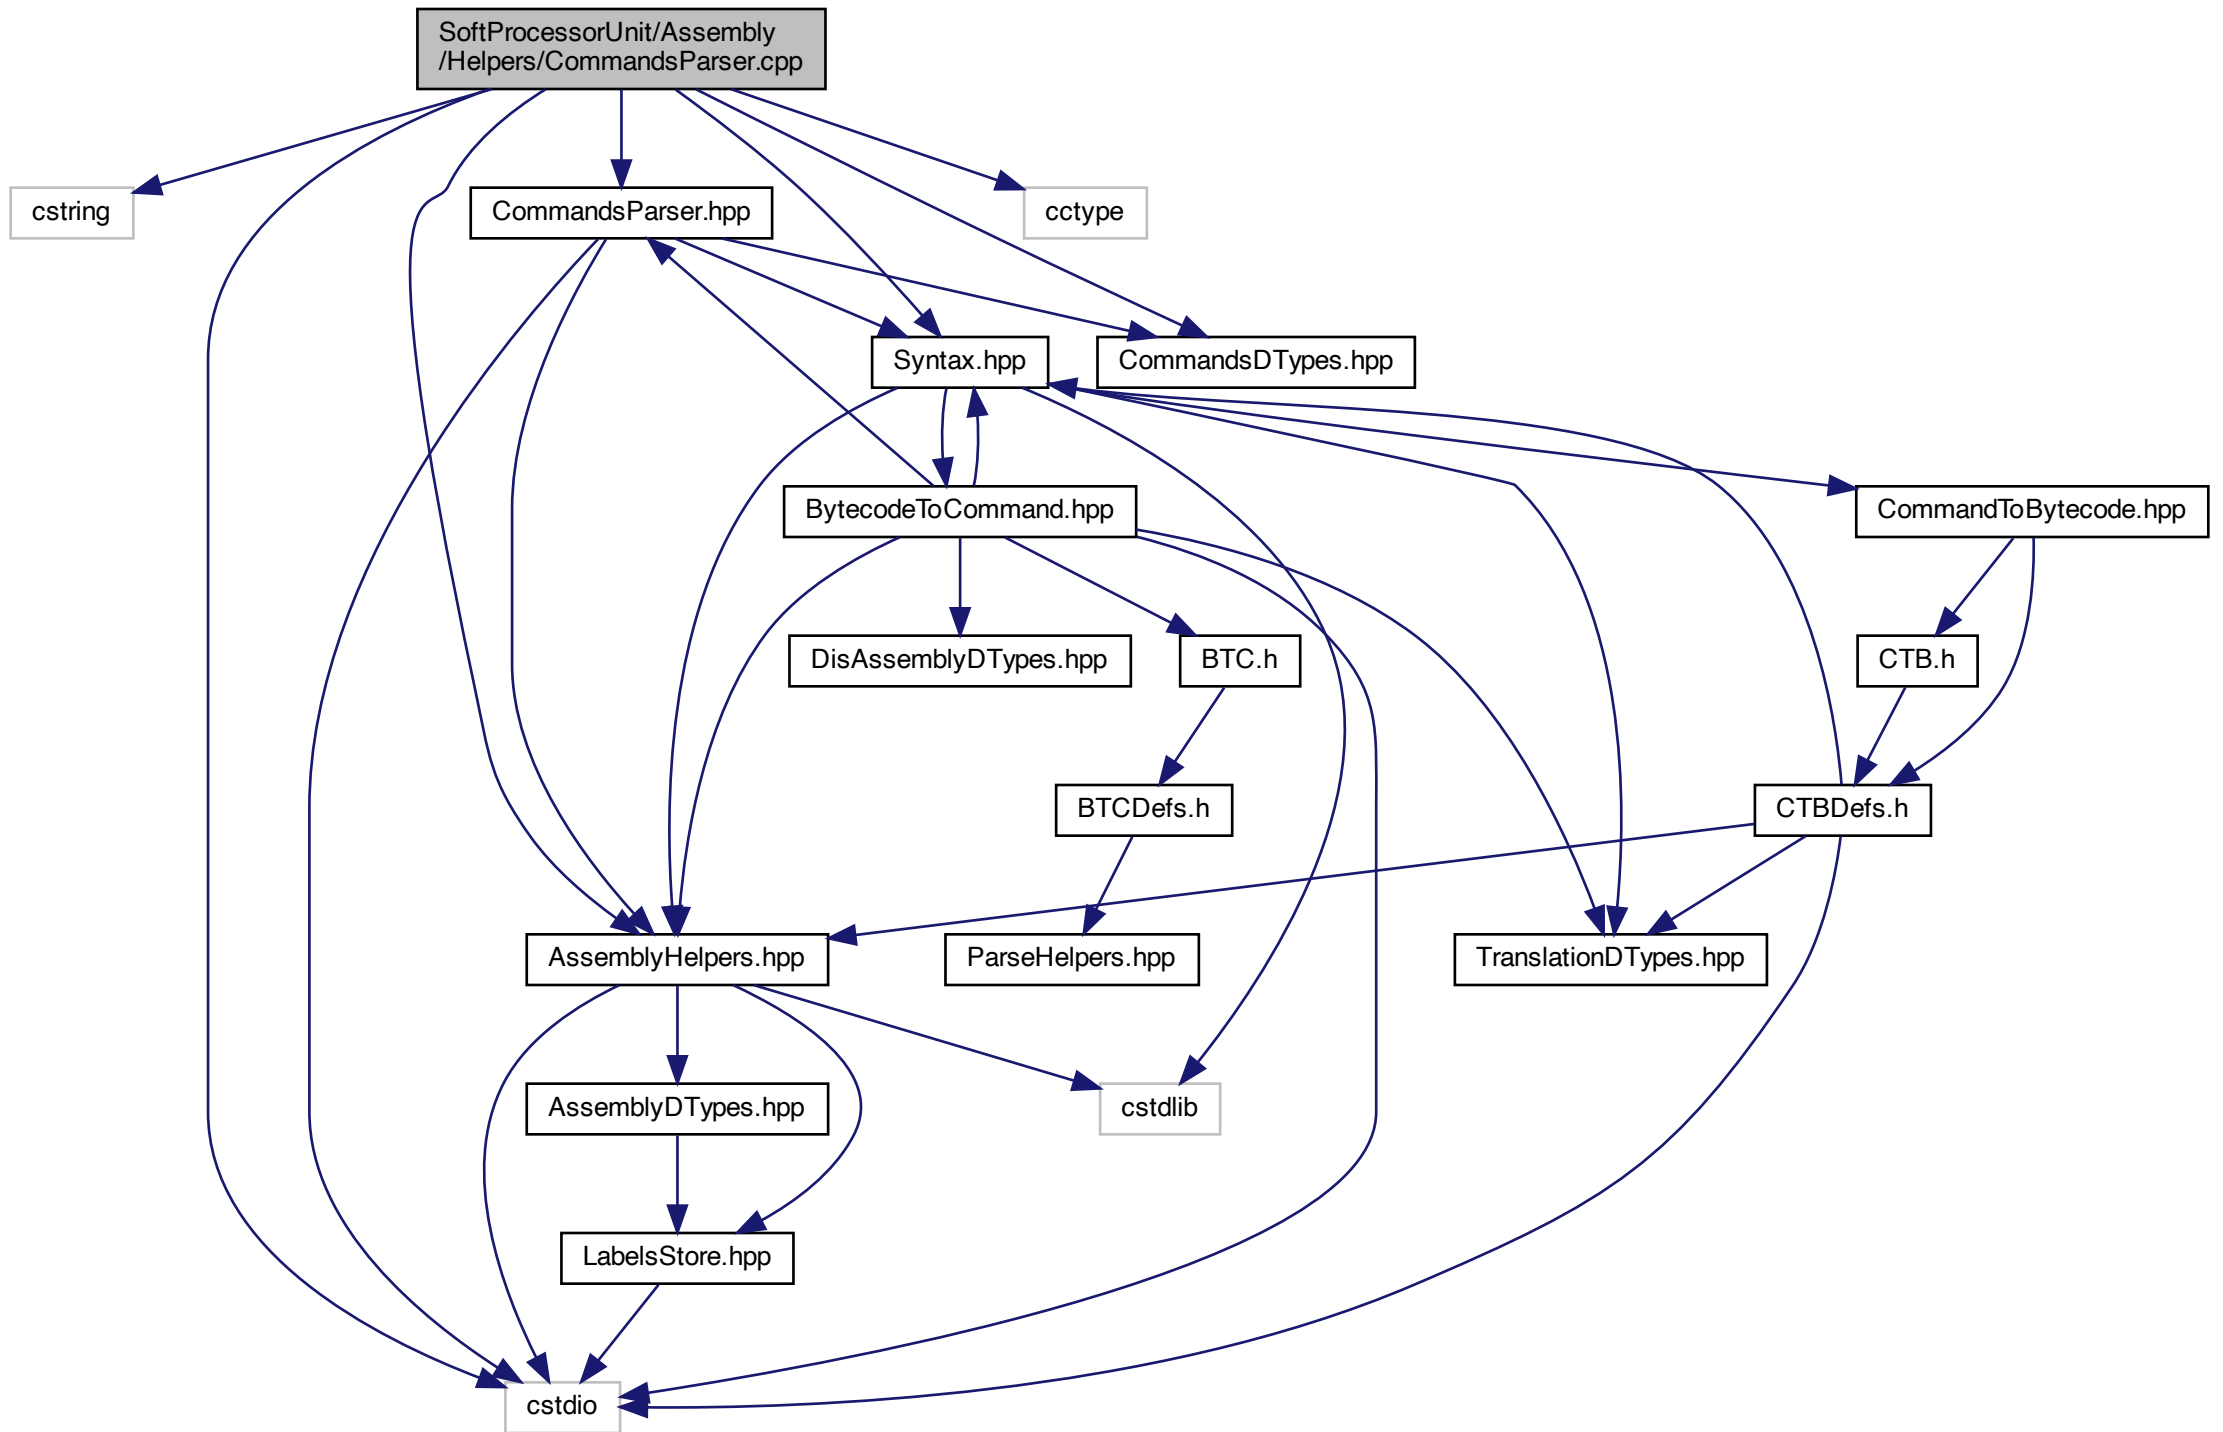 SoftProcessorUnit/Assembly
/Helpers/CommandsParser.cpp
cstring
CommandsParser.hpp
cctype
Syntax.hpp
CommandsDTypes.hpp
BytecodeToCommand.hpp
CommandToBytecode.hpp
DisAssemblyDTypes.hpp
BTC.h
CTB.h
BTCDefs.h
CTBDefs.h
AssemblyHelpers.hpp
ParseHelpers.hpp
TranslationDTypes.hpp
AssemblyDTypes.hpp
cstdlib
LabelsStore.hpp
cstdio